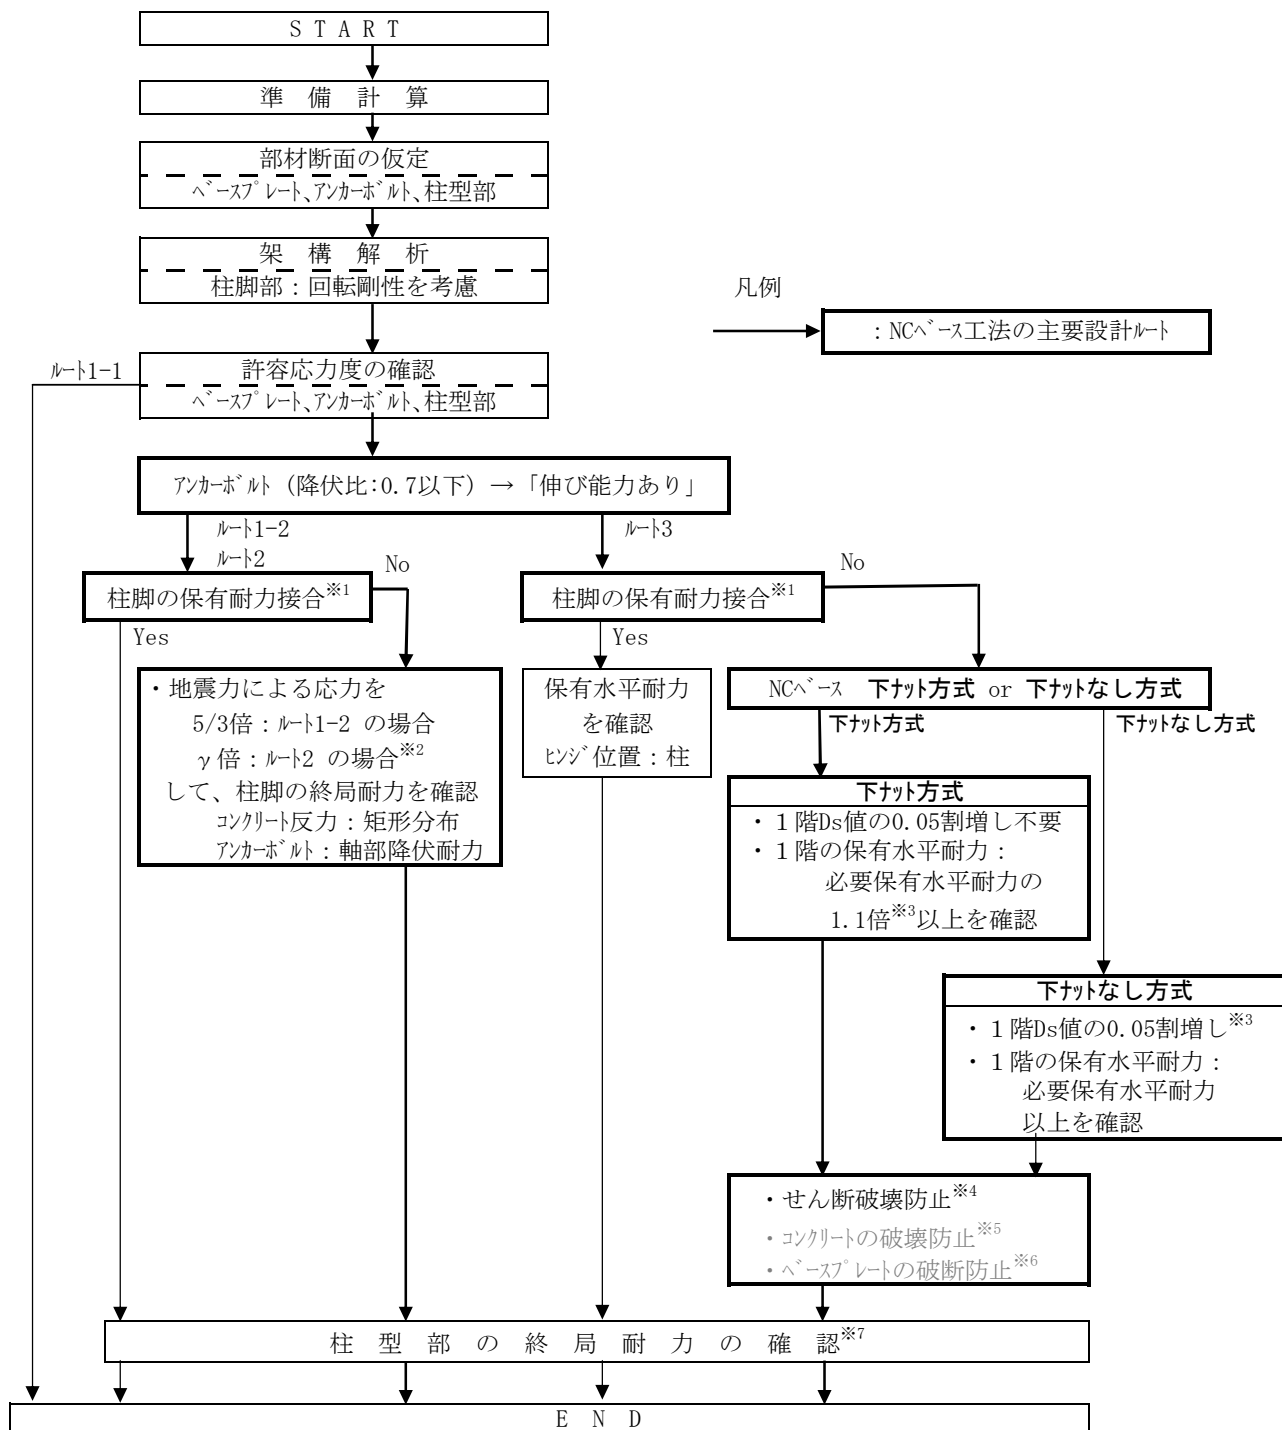 ＳＴＡＲＴ
準備計算
部材断面の仮定
ﾍﾞｰｽﾌﾟﾚｰﾄ、ｱﾝｶｰﾎﾞﾙﾄ、柱型部
架構解析
柱脚部：回転剛性を考慮
凡例
：NCﾍﾞｰｽ工法の主要設計ﾙｰﾄ
ﾙｰﾄ1-1
許容応力度の確認
ﾍﾞｰｽﾌﾟﾚｰﾄ、ｱﾝｶｰﾎﾞﾙﾄ、柱型部
ｱﾝｶｰﾎﾞﾙﾄ（降伏比:0.7以下）→「伸び能力あり」
ﾙｰﾄ1-2
ﾙｰﾄ2
ﾙｰﾄ3
No
No
柱脚の保有耐力接合※1
柱脚の保有耐力接合※1
Yes
Yes
・地震力による応力を
5/3倍：ﾙｰﾄ1-2 の場合
γ倍：ﾙｰﾄ2 の場合※2
して、柱脚の終局耐力を確認
ｺﾝｸﾘｰﾄ反力：矩形分布
ｱﾝｶｰﾎﾞﾙﾄ：軸部降伏耐力
保有水平耐力
を確認
ﾋﾝｼﾞ位置：柱
NCﾍﾞｰｽ 下ﾅｯﾄ方式 or 下ﾅｯﾄなし方式
下ﾅｯﾄ方式
下ﾅｯﾄなし方式
下ﾅｯﾄ方式
・１階Ds値の0.05割増し不要
・１階の保有水平耐力：
必要保有水平耐力の
1.1倍※3以上を確認
下ﾅｯﾄなし方式
・１階Ds値の0.05割増し※3
・１階の保有水平耐力：
必要保有水平耐力
以上を確認
・せん断破壊防止※4
・ｺﾝｸﾘｰﾄの破壊防止※5
・ﾍﾞｰｽﾌﾟﾚｰﾄの破断防止※6
柱型部の終局耐力の確認※7
ＥＮＤ